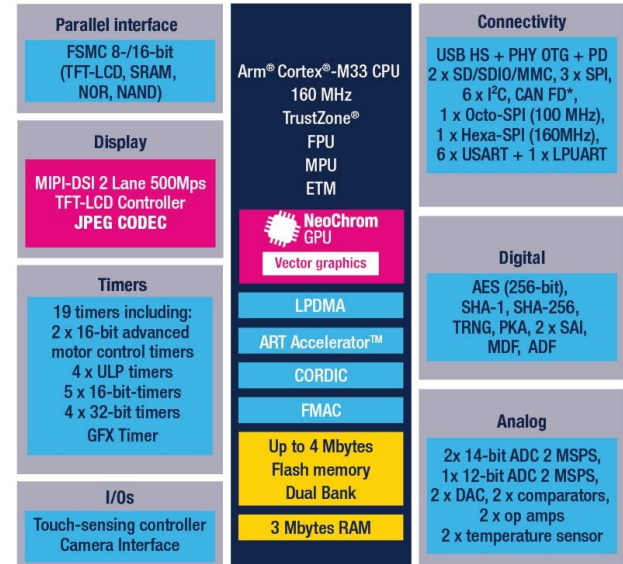 Parallel interface
FSMC 8-/16-bit
(TFT-LCD, SRAM,
NOR, NAND)
Display
MIPI-DSI 2 Lane 500Mps
TFT-LCD Controller
JPEG CODEC
Timers
19 timers including:
2 x 16-bit advanced
motor control timers
4 x ULP timers
5 x 16-bit-timers
4 x 32-bit timers
GFX Timer
I/Os
Touch-sensing controller
Camera Interface
Arm® Cortex®-M33 CPU
160 MHz
TrustZone®
FPU
MPU
ETM
NeoChrom
GPU
Vector graphics
LPDMA
ART Accelerator™
CORDIC
FMAC
Up to 4 Mbytes
Flash memory
Dual Bank
3 Mbytes RAM
Connectivity
USB HS + PHY OTG + PD
2 x SD/SDIO/MMC, 3 x SPI,
6 x I²C, CAN FD*,
1 x Octo-SPI (100 MHz),
1 x Hexa-SPI (160MHz),
6 x USART + 1 x LPUART
Digital
AES (256-bit),
SHA-1, SHA-256,
TRNG, PKA, 2 x SAI,
MDF, ADF
Analog
2x 14-bit ADC 2 MSPS,
1x 12-bit ADC 2 MSPS,
2 x DAC, 2 x comparators,
2 x op amps
2 x temperature sensor